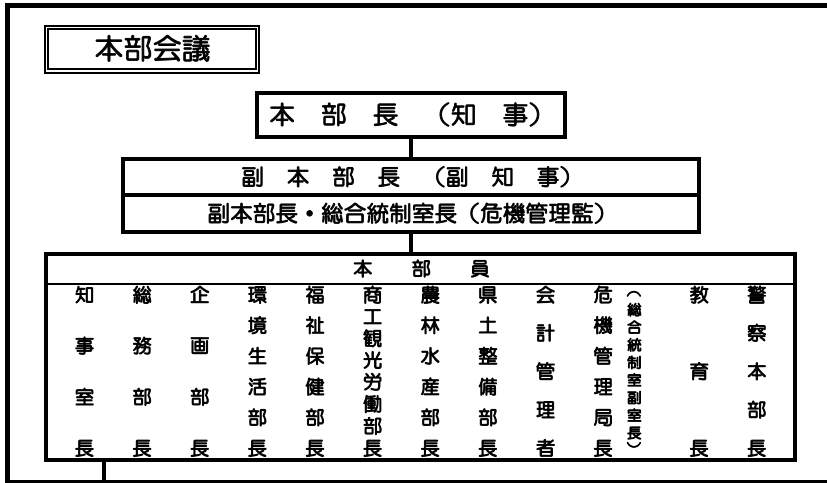 本部会議
本部長（知事）
副本部長（副知事）
副本部長・総合統制室長（危機管理監）
本部員
知事室長
総務部長
企画部長
環境生活部長
福祉保健部長
商工観光労働部長
農林水産部長
県土整備部長
会計管理者
危機管理局長
（総合統制室副室長）
教育長
警察本部長